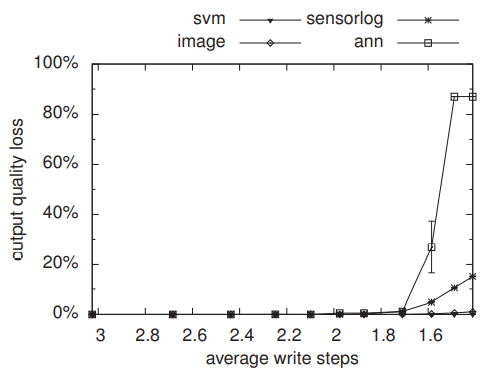 svm sensorlog
image ann
100%
80%
60%
40%
20%
0%
output quality loss
3 2.8 2.6 2.4 2.2 2 1.8 1.6
average write steps